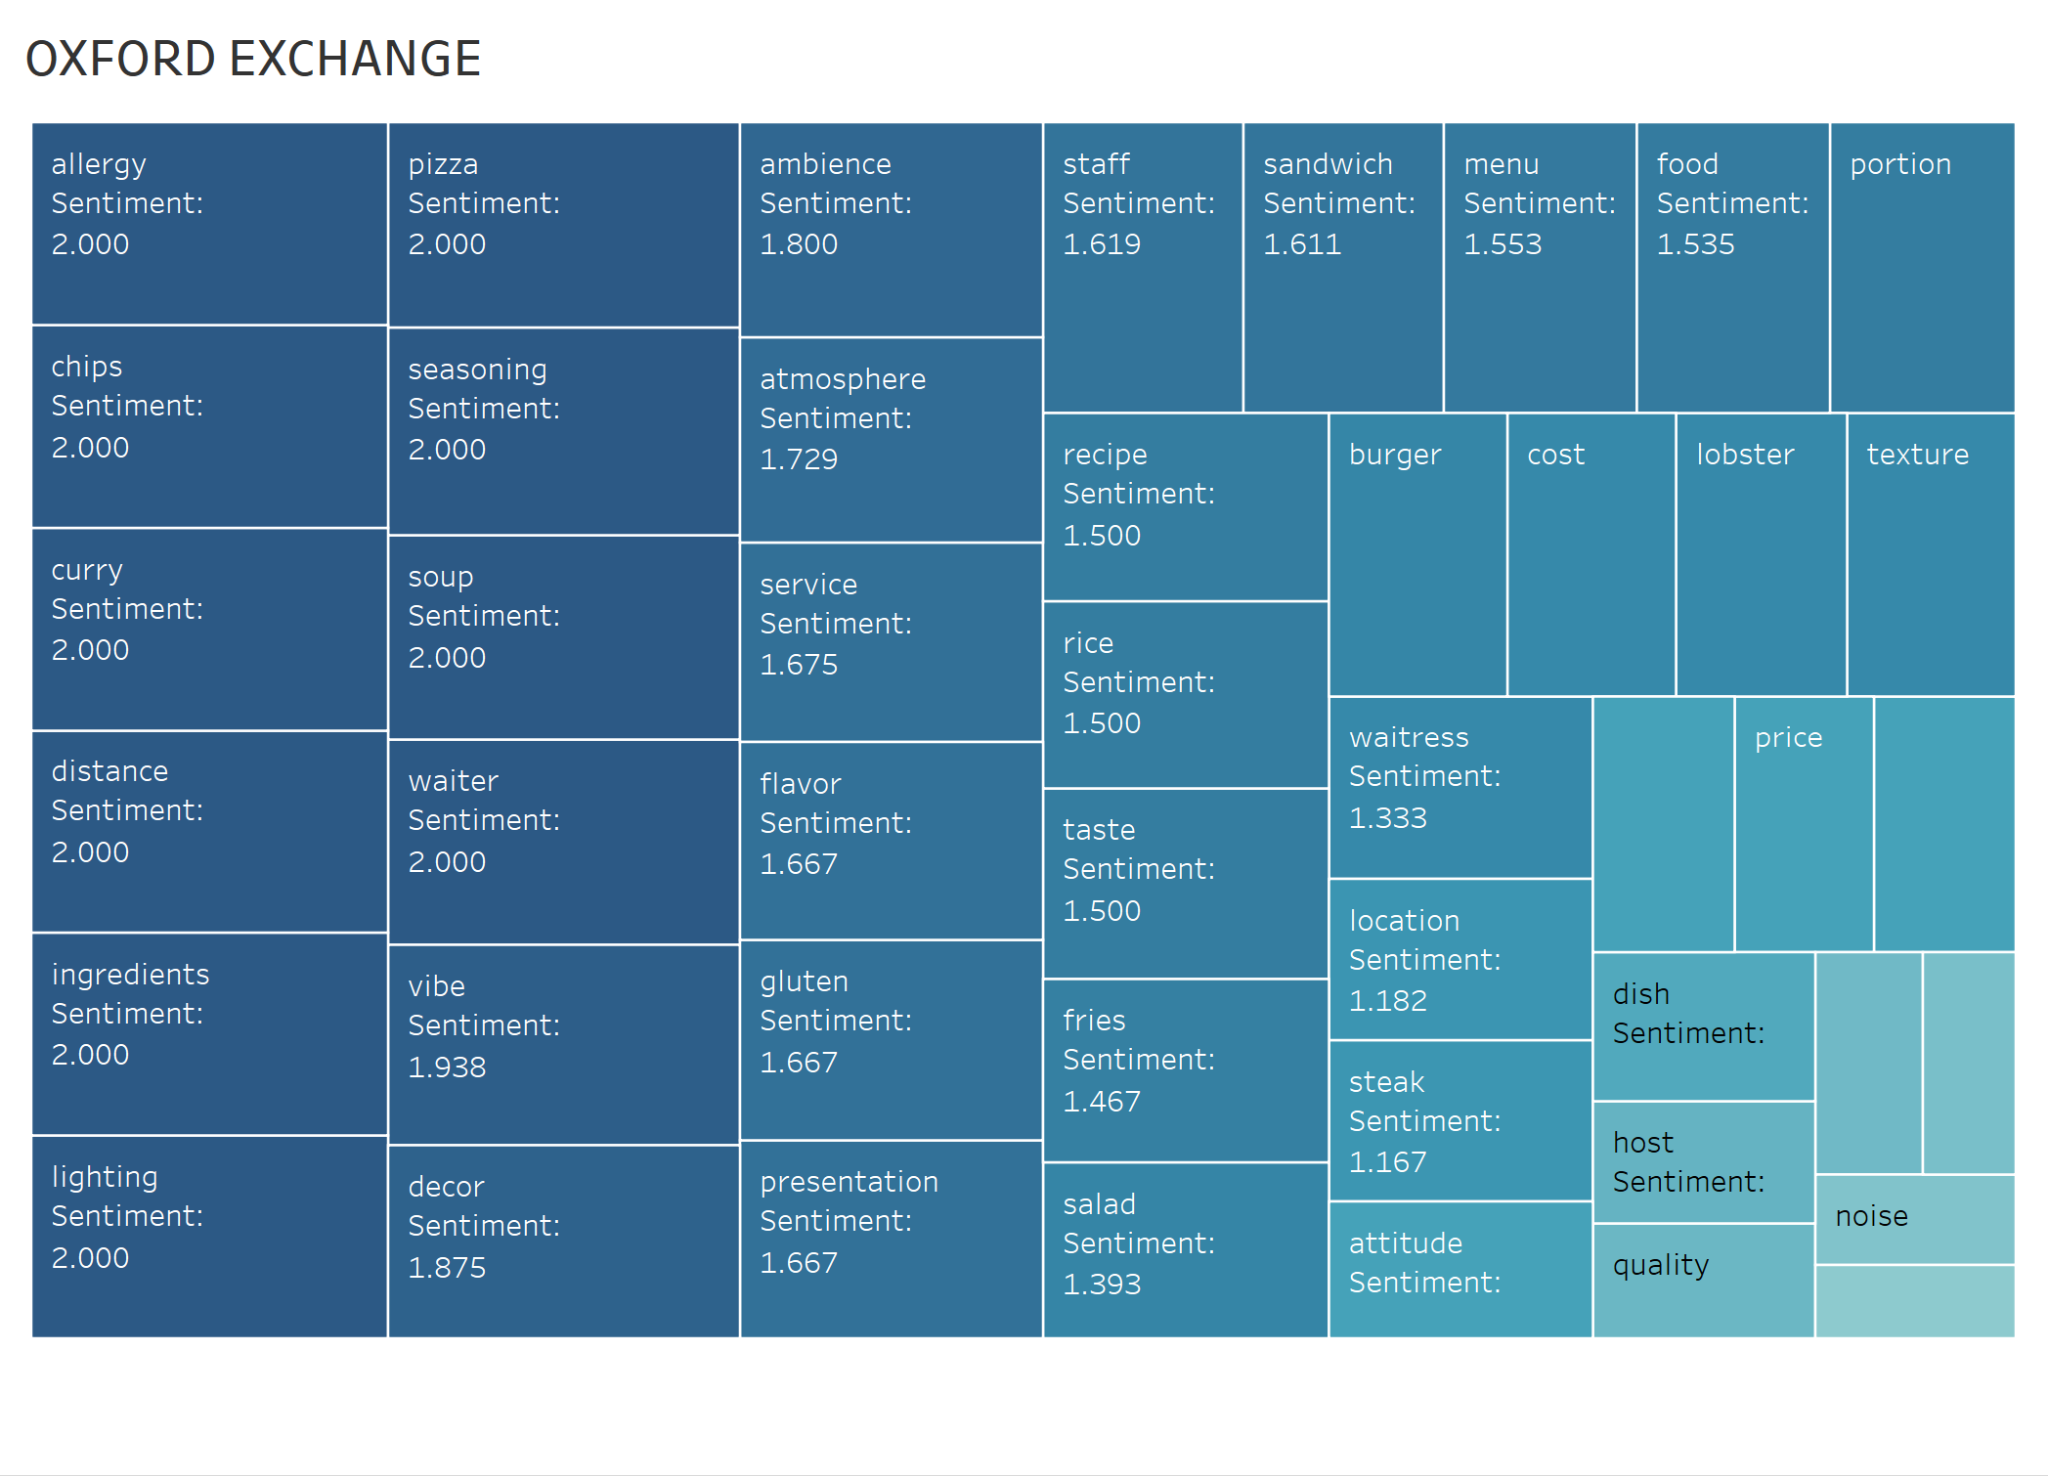 OXFORD EXCHANGE
allergy
Sentiment:
2.000
chips
Sentiment:
2.000
curry
Sentiment:
2.000
distance
Sentiment:
2.000
ingredients
Sentiment:
2.000
lighting
Sentiment:
2.000
pizza
Sentiment:
2.000
seasoning
Sentiment:
2.000
soup
Sentiment:
2.000
waiter
Sentiment:
2.000
vibe
Sentiment:
1.938
decor
Sentiment:
1.875
ambience
Sentiment:
1.800
atmosphere
Sentiment:
1.729
service
Sentiment:
1.675
flavor
Sentiment:
1.667
gluten
Sentiment:
1.667
presentation
Sentiment:
1.667
staff
Sentiment:
1.619
sandwich
Sentiment:
1.611
menu
Sentiment:
1.553
food
Sentiment:
1.535
portion
recipe
Sentiment:
1.500
rice
Sentiment:
1.500
taste
Sentiment:
1.500
fries
Sentiment:
1.467
salad
Sentiment:
1.393
burger
cost
lobster
texture
waitress
Sentiment:
1.333
location
Sentiment:
1.182
steak
Sentiment:
1.167
attitude
Sentiment:
price
dish
Sentiment:
host
Sentiment:
quality
noise